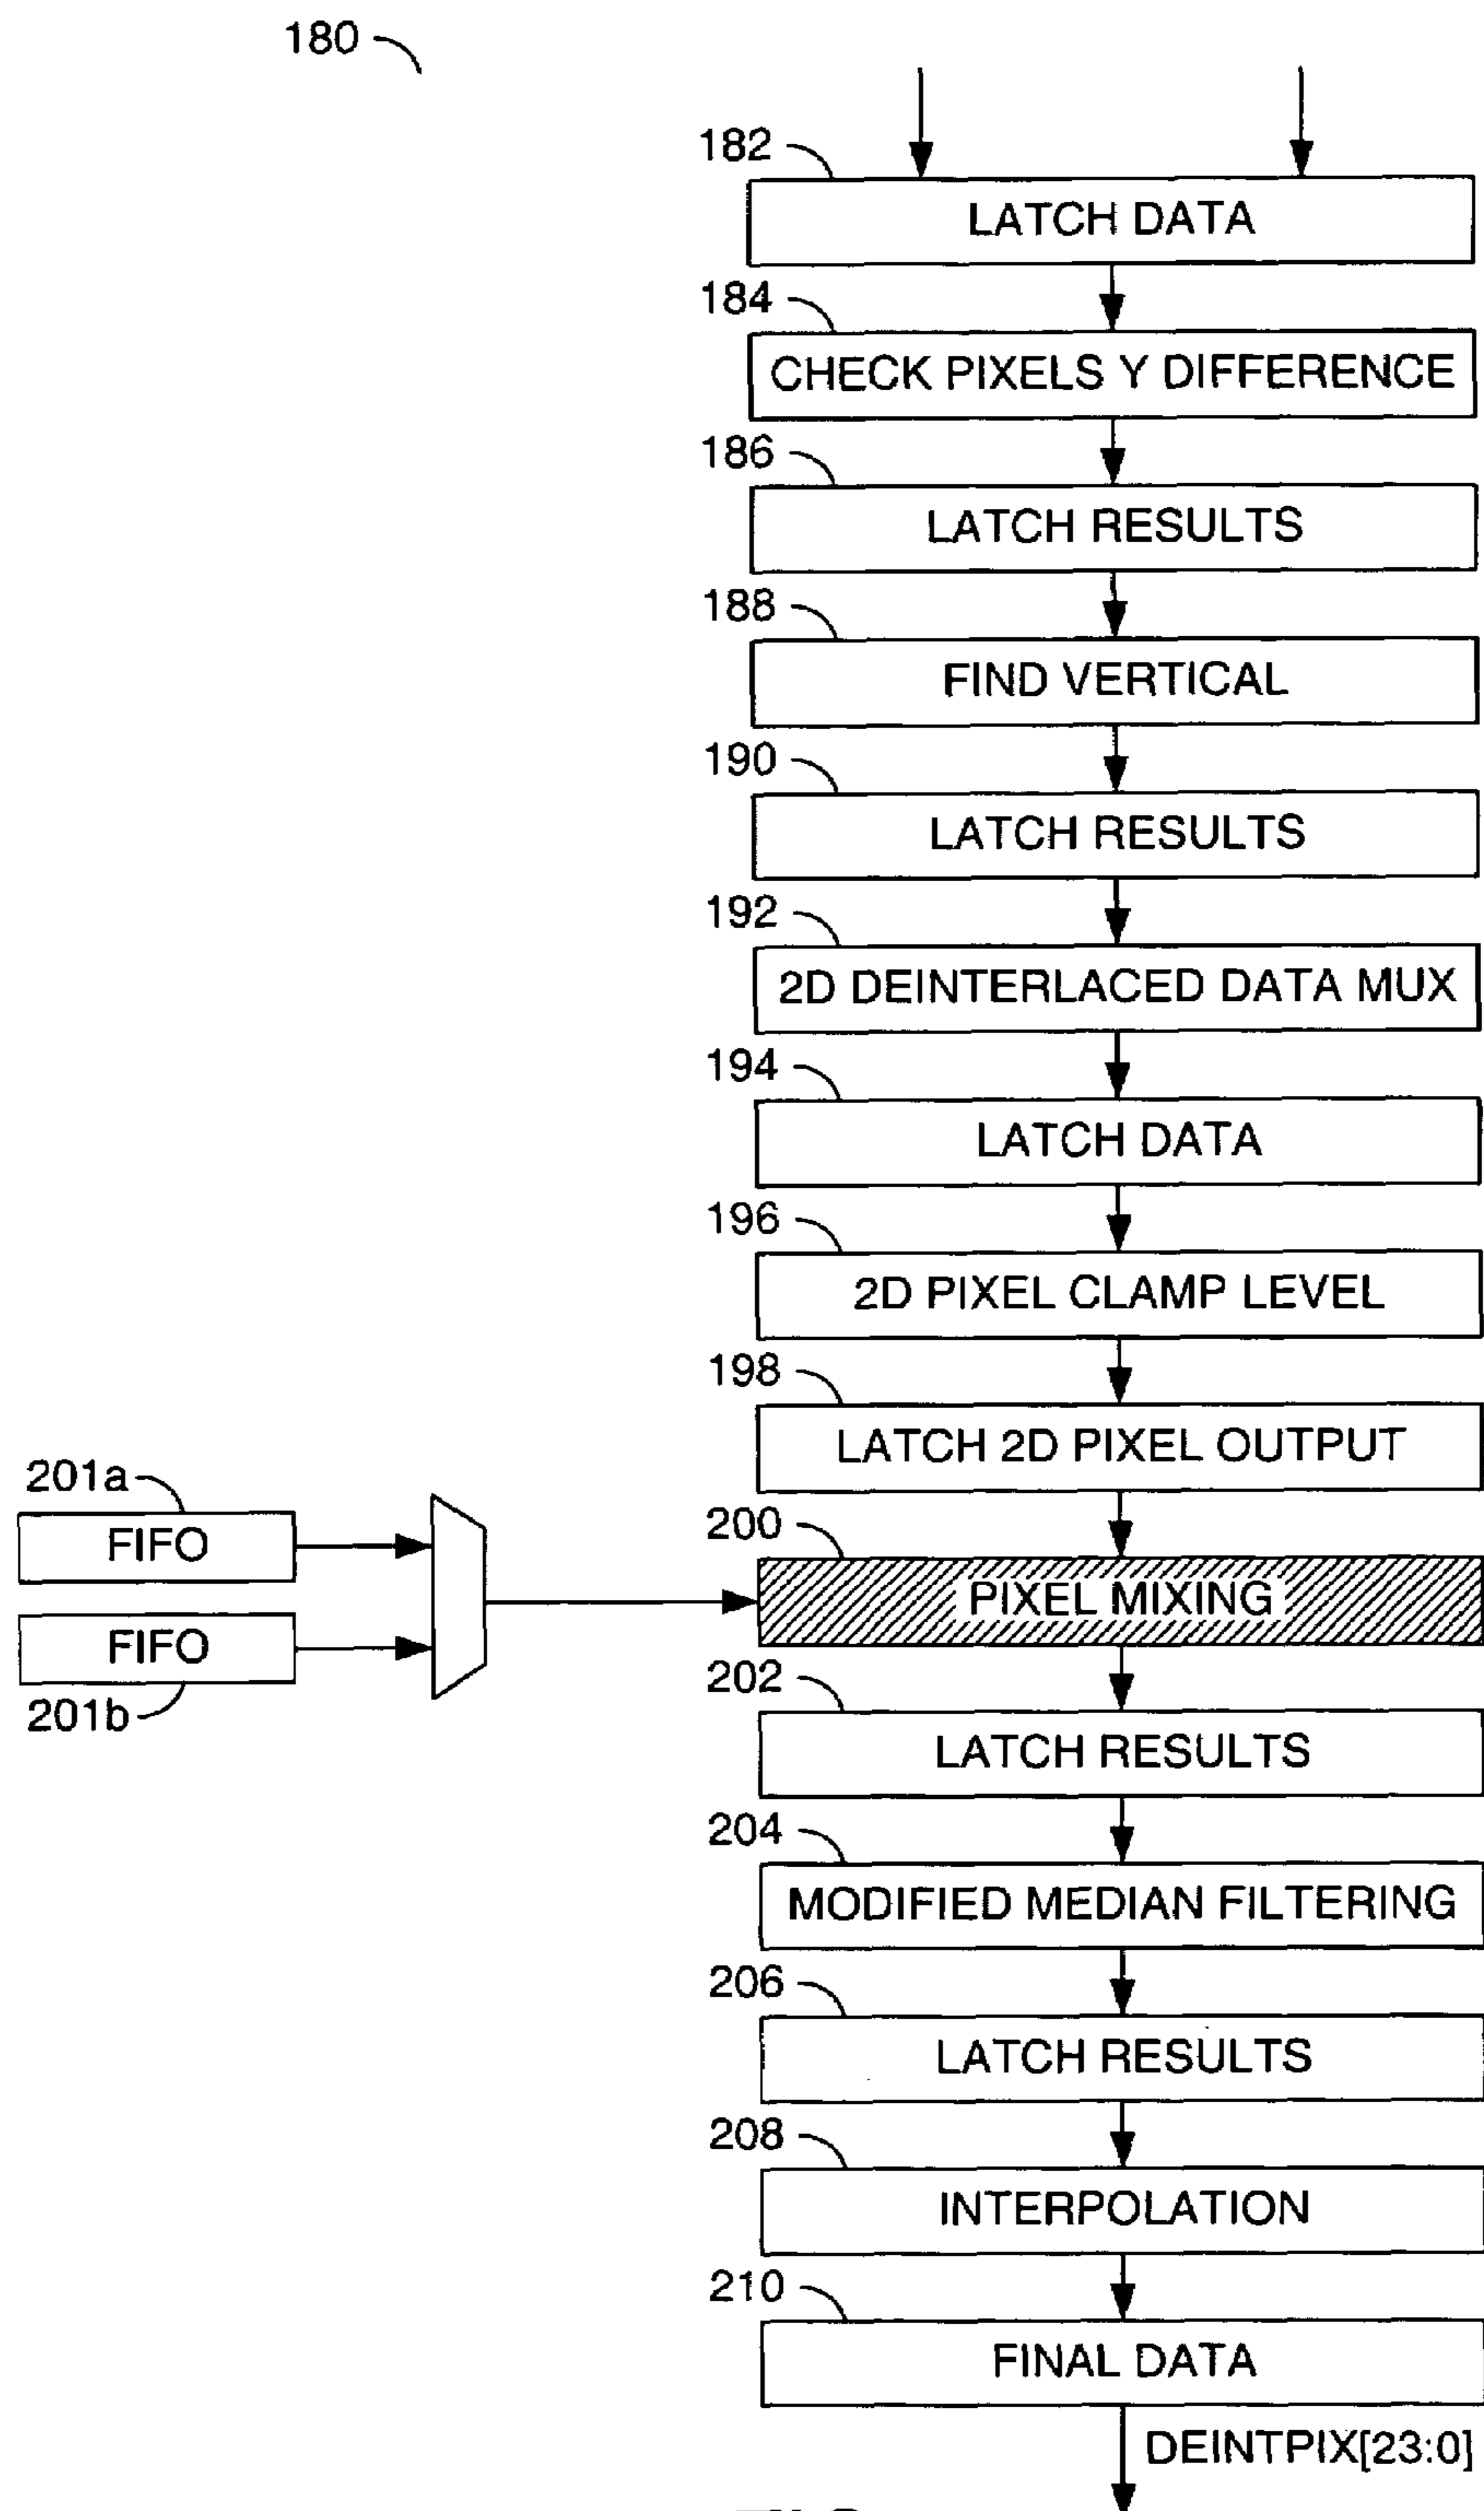 180
182
LATCH DATA
184
CHECK PIXELS Y DIFFERENCE
186
LATCH RESULTS
188
FIND VERTICAL
190
LATCH RESULTS
192
2D DEINTERLACED DATA MUX
194
LATCH DATA
196
2D PIXEL CLAMP LEVEL
198
LATCH 2D PIXEL OUTPUT
201a
FIFO
200
PIXEL MIXING
FIFO
201b
202
LATCH RESULTS
204
MODIFIED MEDIAN FILTERING
206
LATCH RESULTS
208
INTERPOLATION
210
FINAL DATA
DEINTPIX[23:0]